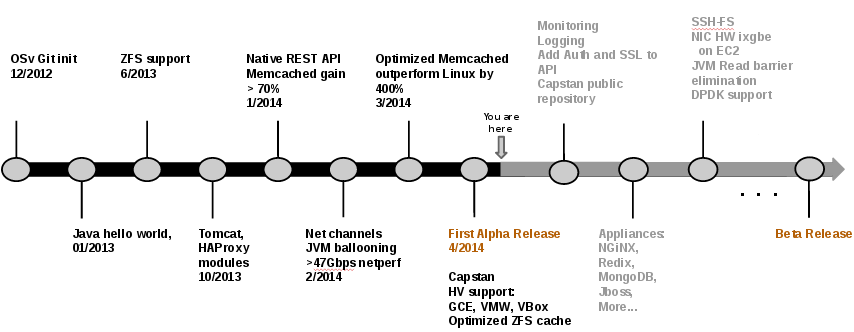 OSv Git init
12/2012
ZFS support
6/2013
Native REST API
Memcached gain
> 70%
1/2014
Optimized Memcached
outperform Linux by
400%
3/2014
You are
here
Monitoring
Logging
Add Auth and SSL to
API
Capstan public
repository
SSH-FS
NIC HW ixgbe
on EC2
JVM Read barrier
elimination
DPDK support
. . .
Java hello world,
01/2013
Tomcat,
HAProxy
modules
10/2013
Net channels
JVM ballooning
>47Gbps netperf
2/2014
First Alpha Release
4/2014
Capstan
HV support:
GCE, VMW, VBox
Optimized ZFS cache
Appliances:
NGiNX,
Redix,
MongoDB,
Jboss,
More...
Beta Release